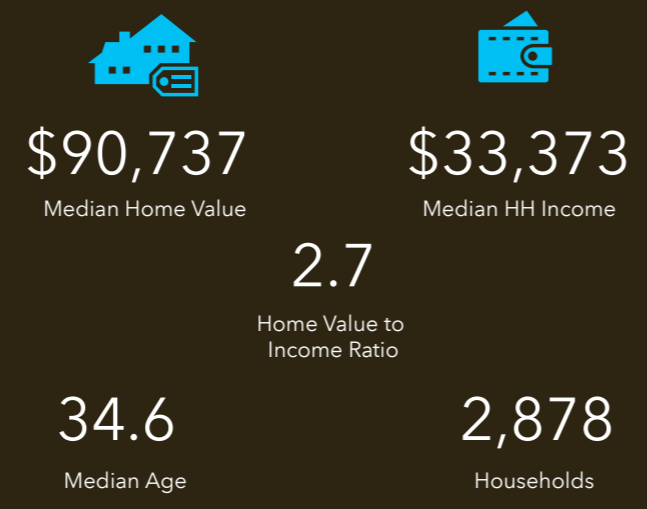 $90,737
$33,373
Median Home Value
Median HH Income
2.7
Home Value to
Income Ratio
34.6
2,878
Median Age
Households